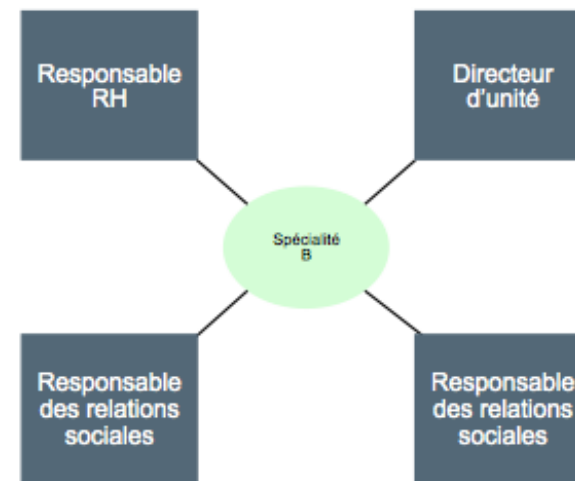 Responsable
RH
Directeur
d'unité
Spécialité
B
Responsable
des relations
sociales
Responsable
des relations
sociales